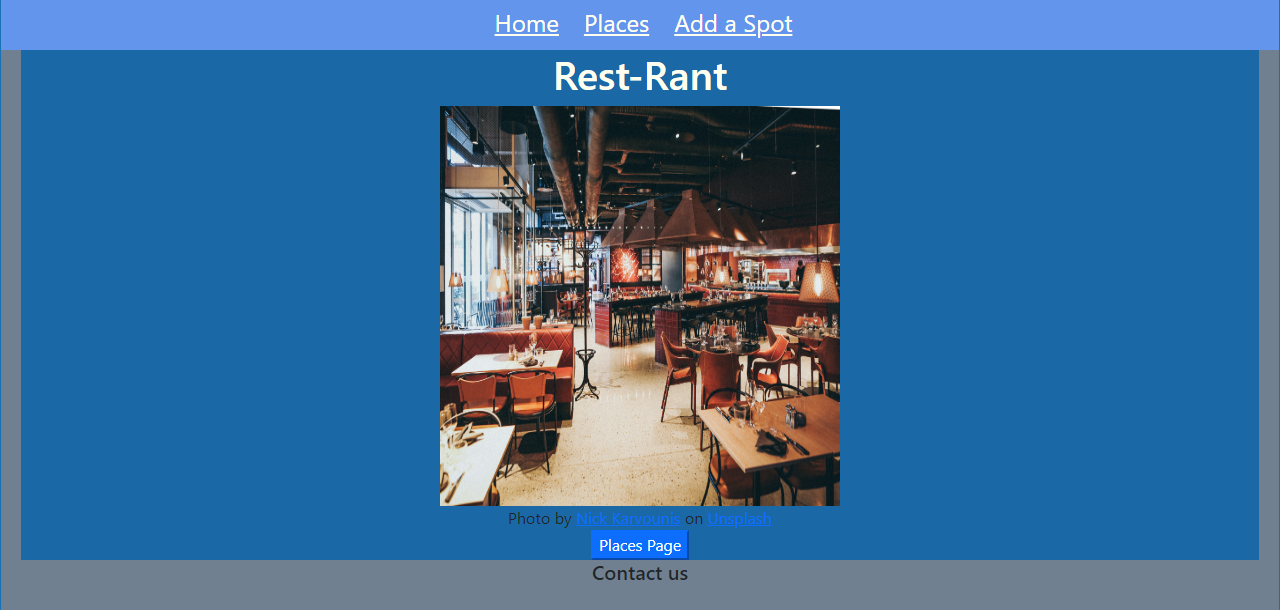 Home Places Add a Spot
Rest-Rant
Photo by Nick Karvounis on Unsplash
Places Page
Contact us